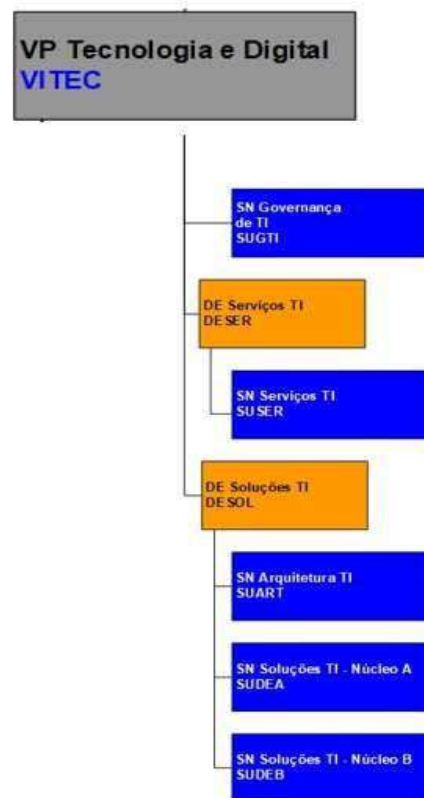 VP Tecnologia e Digital
VITEC
SN Governança
de TI
SUGTI
DE Serviços TI
DESER
SN Serviços TI
SUSER
DE Soluções TI
DESOL
SN Arquitetura TI
SUART
SN Soluções TI - Núcleo A
SUDEA
SN Soluções TI - Núcleo B
SUDEB